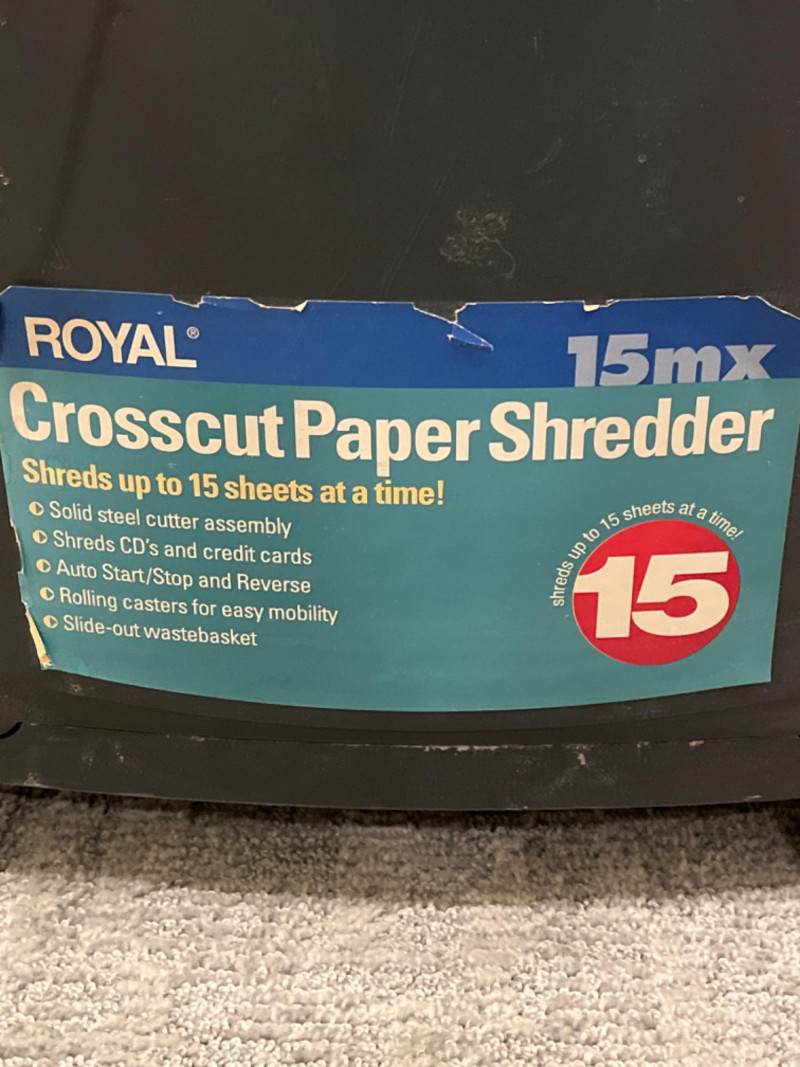 ROYAL®
15mx
Crosscut Paper Shredder
Shreds up to 15 sheets at a time!
Solid steel cutter assembly
Shreds CD's and credit cards
Auto Start/Stop and Reverse
Rolling casters for easy mobility
Slide-out wastebasket
shreds up to 15 sheets at a time!
15